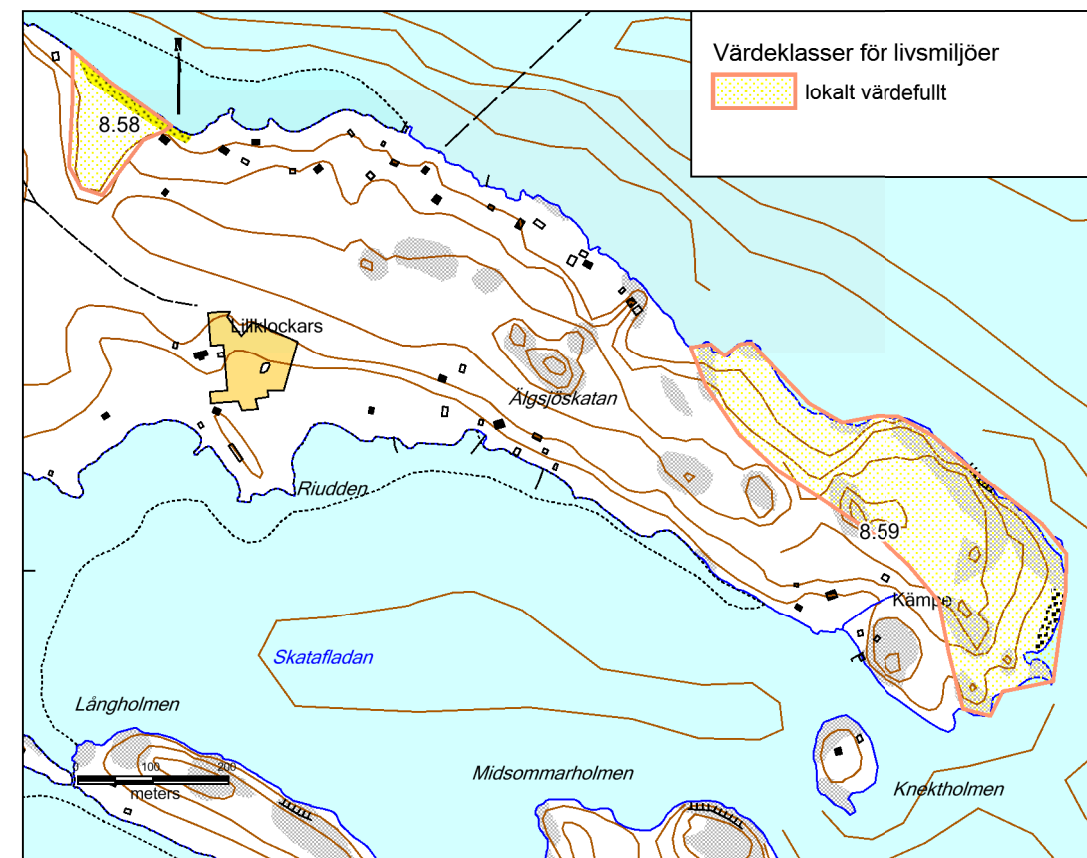 Värdeklasser för livsmiljöer
lokalt värdefullt
N
8.58
Lillklockars
Älgsjöskatan
Riudden
8.59
Kämpe
Skatafladan
Långholmen
0 100 200
meters
Midsommarholmen
Knektholmen